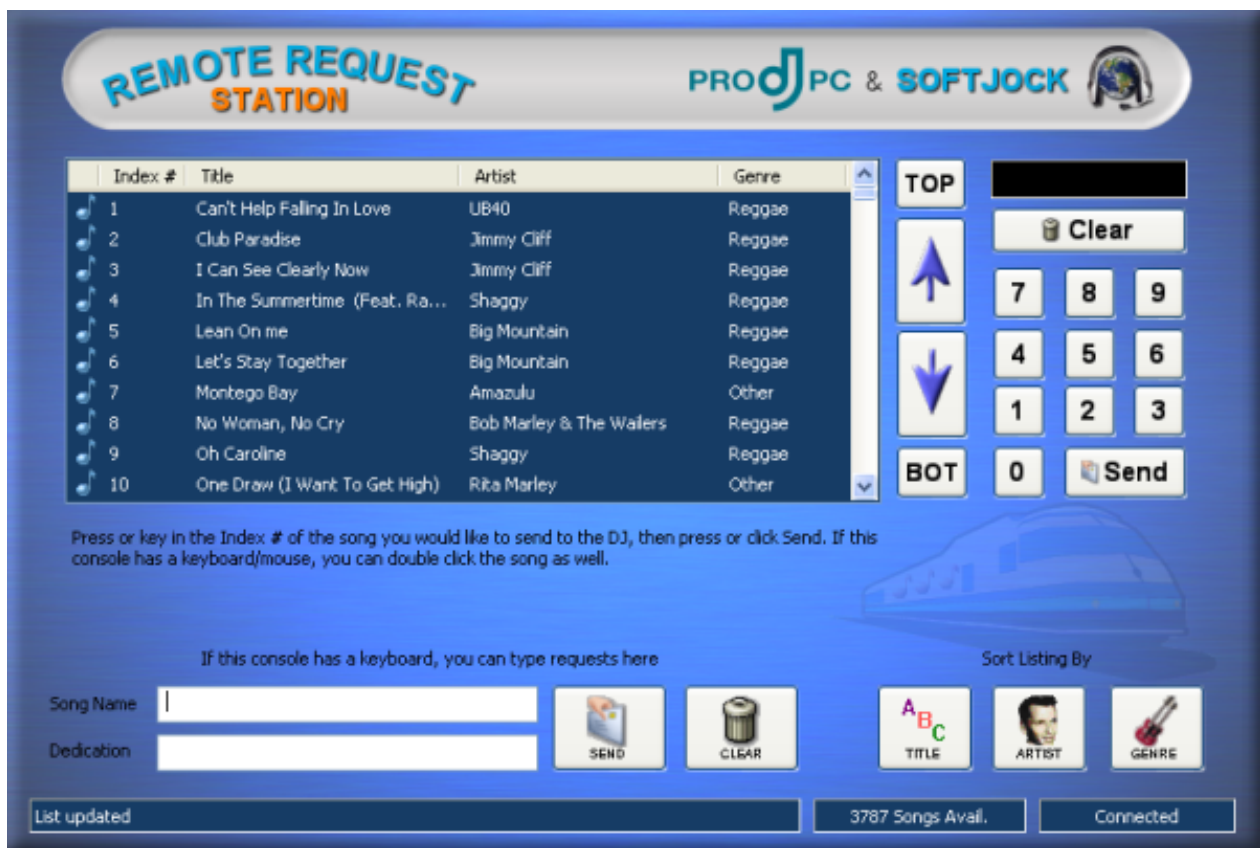 REMOTE REQUEST
STATION
PRO dj PC & SOFTJOCK
Index # Title Artist Genre
1 Can't Help Falling In Love UB40 Reggae
2 Club Paradise Jimmy Cliff Reggae
3 I Can See Clearly Now Jimmy Cliff Reggae
4 In The Summertime (Feat. Ra... Shaggy Reggae
5 Lean On me Big Mountain Reggae
6 Let's Stay Together Big Mountain Reggae
7 Montego Bay Amazulu Other
8 No Woman, No Cry Bob Marley & The Wailers Reggae
9 Oh Caroline Shaggy Reggae
10 One Draw (I Want To Get High) Rita Marley Other
TOP
BOT
Clear
7 8 9
4 5 6
1 2 3
0 Send
Press or key in the Index # of the song you would like to send to the DJ, then press or click Send. If this
console has a keyboard/mouse, you can double click the song as well.
If this console has a keyboard, you can type requests here
Song Name
Dedication
SEND
CLEAR
Sort Listing By
ABC
TITLE
ARTIST
GENRE
List updated
3787 Songs Avail.
Connected